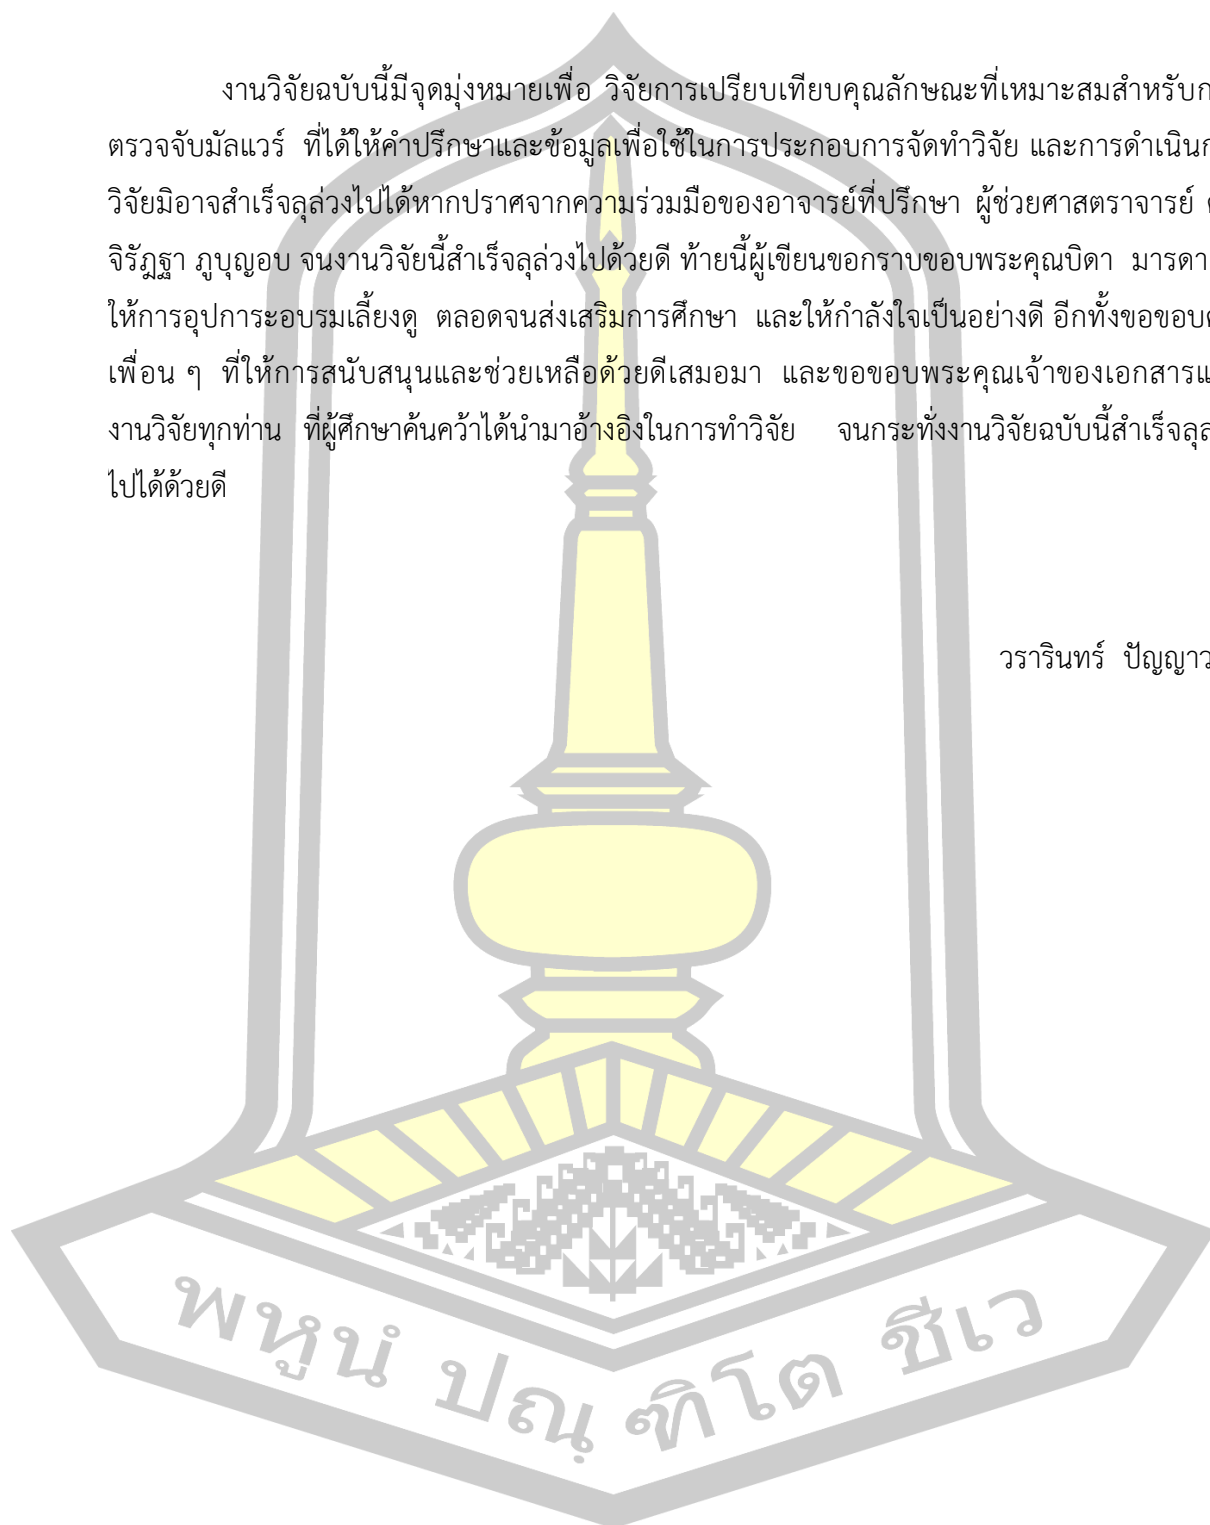 งานวิจัยฉบับนี้มีจุดมุ่งหมายเพื่อ วิจัยการเปรียบเทียบคุณลักษณะที่เหมาะสมสำหรับก
ตรวจจับมัลแวร์ ที่ได้ให้คำปรึกษาและข้อมูลเพื่อใช้ในการประกอบการจัดทำวิจัย และการดำเนินก
วิจัยมิอาจสำเร็จลุล่วงไปได้หากปราศจากความร่วมมือของอาจารย์ที่ปรึกษา ผู้ช่วยศาสตราจารย์
จิรัฎฐา ภูบุญอบ จนงานวิจัยนี้สำเร็จลุล่วงไปด้วยดี ท้ายนี้ผู้เขียนขอกราบขอบพระคุณบิดา มารดา
ให้การอุปการะอบรมเลี้ยงดู ตลอดจนส่งเสริมการศึกษา และให้กำลังใจเป็นอย่างดี อีกทั้งขอขอบ
เพื่อน ๆ ที่ให้การสนับสนุนและช่วยเหลือด้วยดีเสมอมา และขอขอบพระคุณเจ้าของเอกสารแ
งานวิจัยทุกท่าน ที่ผู้ศึกษาค้นคว้าได้นำมาอ้างอิงในการทำวิจัย จนกระทั่งงานวิจัยฉบับนี้สำเร็จลุล
ไปได้ด้วยดี
วรารินทร์ ปัญญาว
พหูนํ ปณฺฑิโต ชีเว